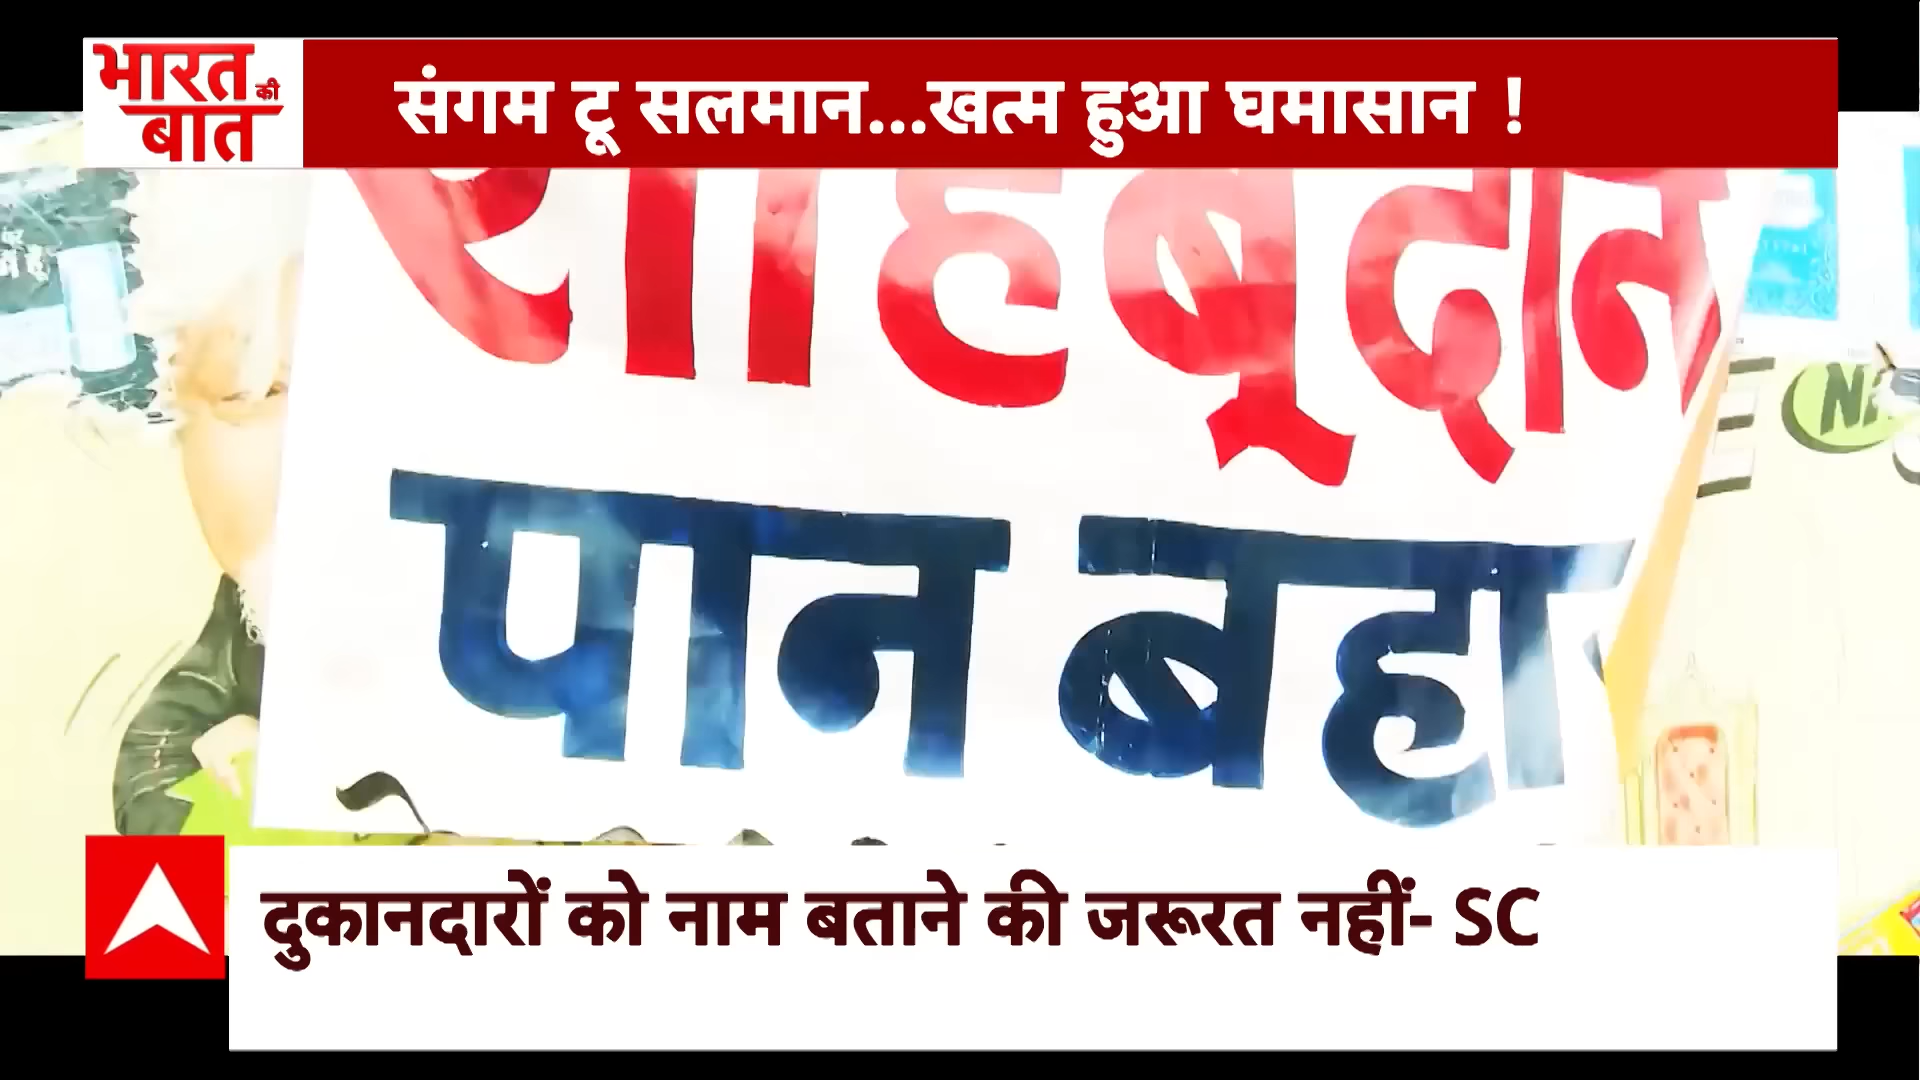 भारत की
बात
संगम टू सलमान...खत्म हुआ घमासान !
पान बहा
दुकानदारों को नाम बताने की जरूरत नहीं- SC